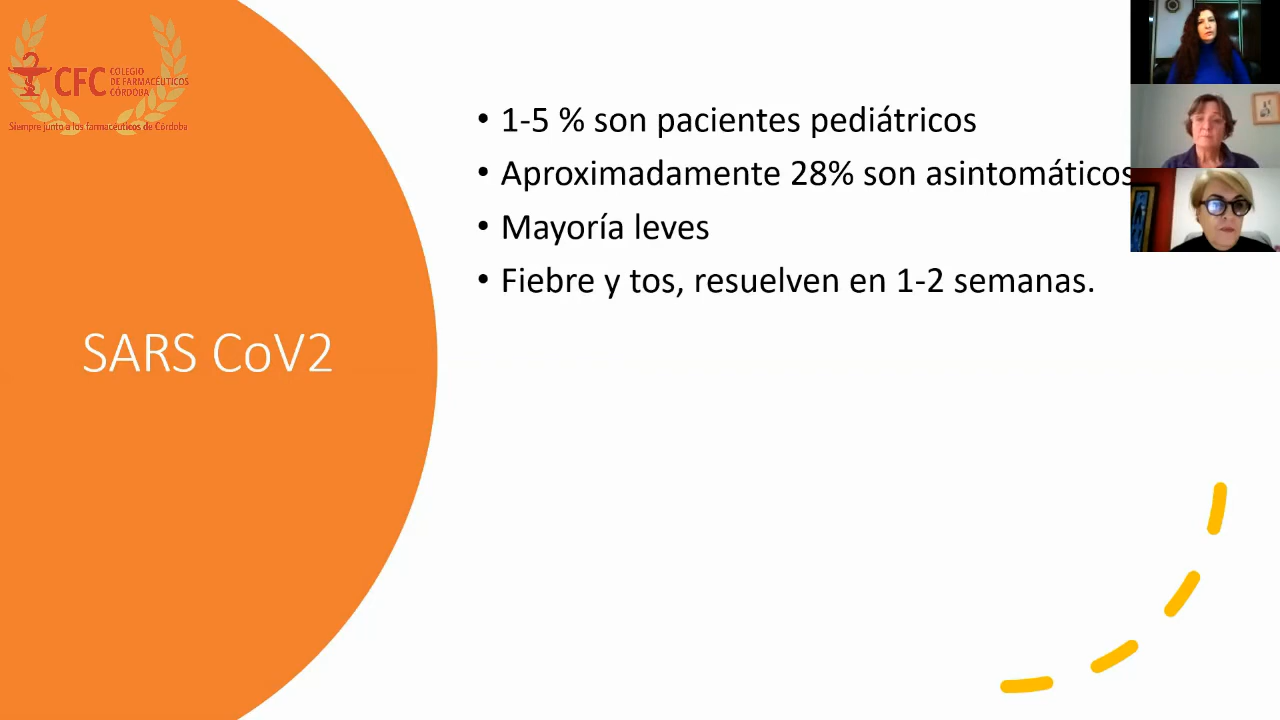 CFC COLEGIO
DE FARMACÉUTICOS
CÓRDOBA
Siempre junto a los farmacéuticos de Córdoba
• 1-5 % son pacientes pediátricos
• Aproximadamente 28% son asintomáticos
• Mayoría leves
• Fiebre y tos, resuelven en 1-2 semanas.
SARS CoV2